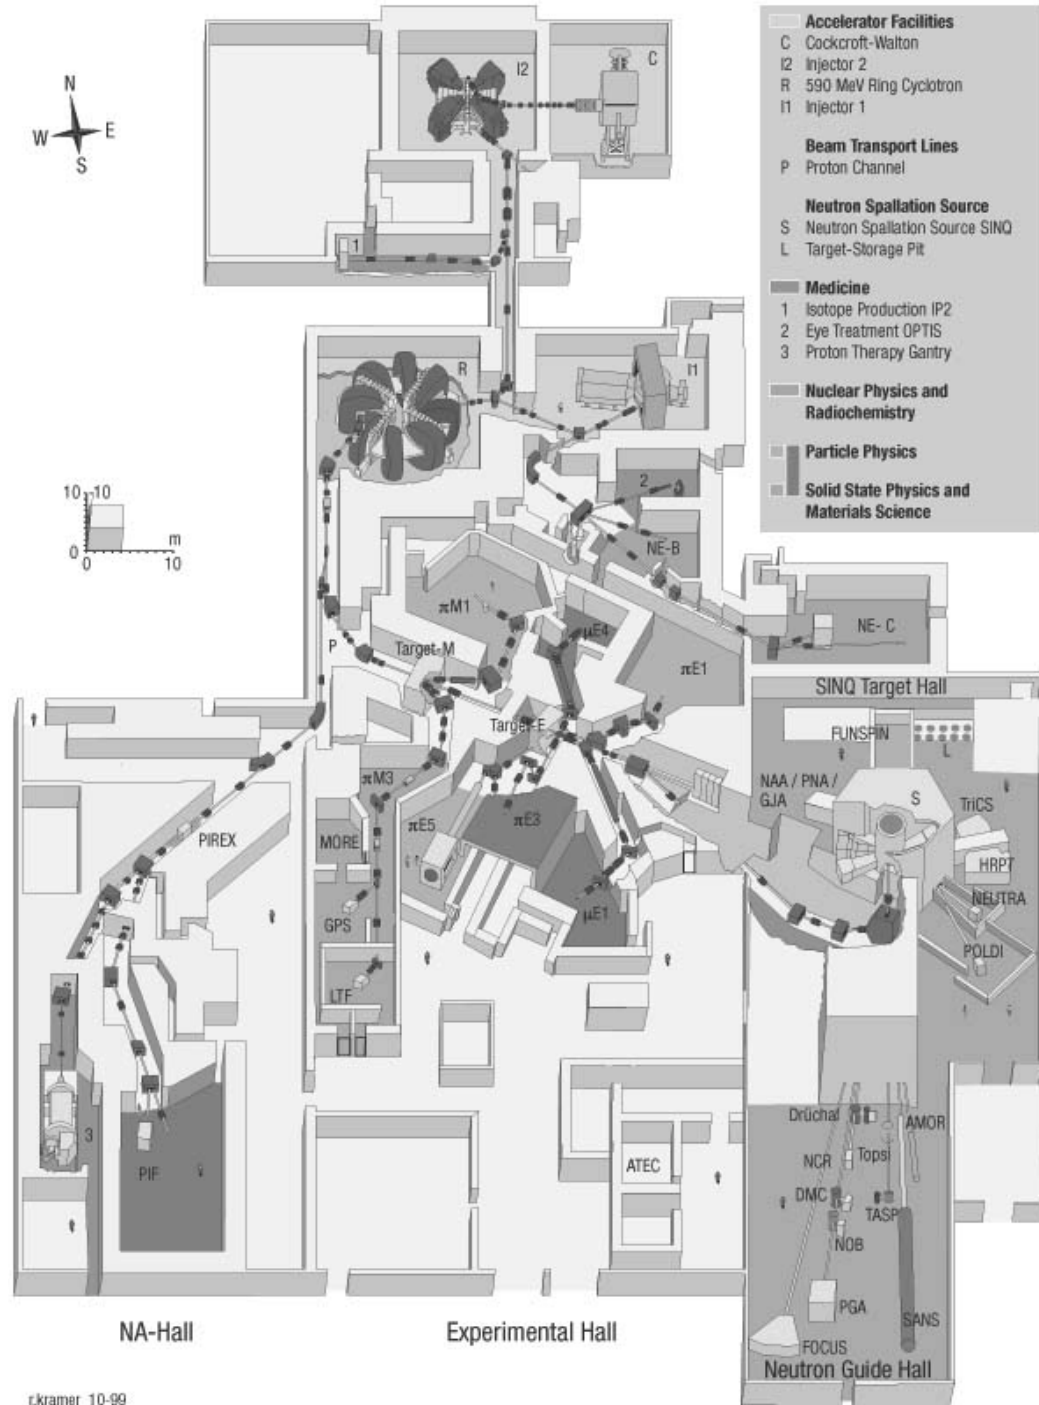 Accelerator Facilities
C Cockcroft-Walton
I2 Injector 2
R 590 MeV Ring Cyclotron
I1 Injector 1
Beam Transport Lines
P Proton Channel
Neutron Spallation Source
S Neutron Spallation Source SINQ
L Target-Storage Pit
Medicine
1 Isotope Production IP2
2 Eye Treatment OPTIS
3 Proton Therapy Gantry
Nuclear Physics and
Radiochemistry
Particle Physics
Solid State Physics and
Materials Science
I2
C
N
W E
S
1
R
I1
2
10 10
m
0
0 10
NE-B
πM1
μE4
P
Target-M
πE1
NE- C
SINQ Target Hall
Target-E
FUNSPIN
L
πM3
NAA / PNA /
GJA
S
TriCS
πE5
πE3
PIREX
MORE
HRPT
NEUTRA
μE1
GPS
POLDI
LTF
Drüchal
AMOR
3
NCR
Topsi
PIF
ATEC
DMC
TASP
NOB
PGA
SANS
FOCUS
NA-Hall
Experimental Hall
Neutron Guide Hall
r.kramer 10-99